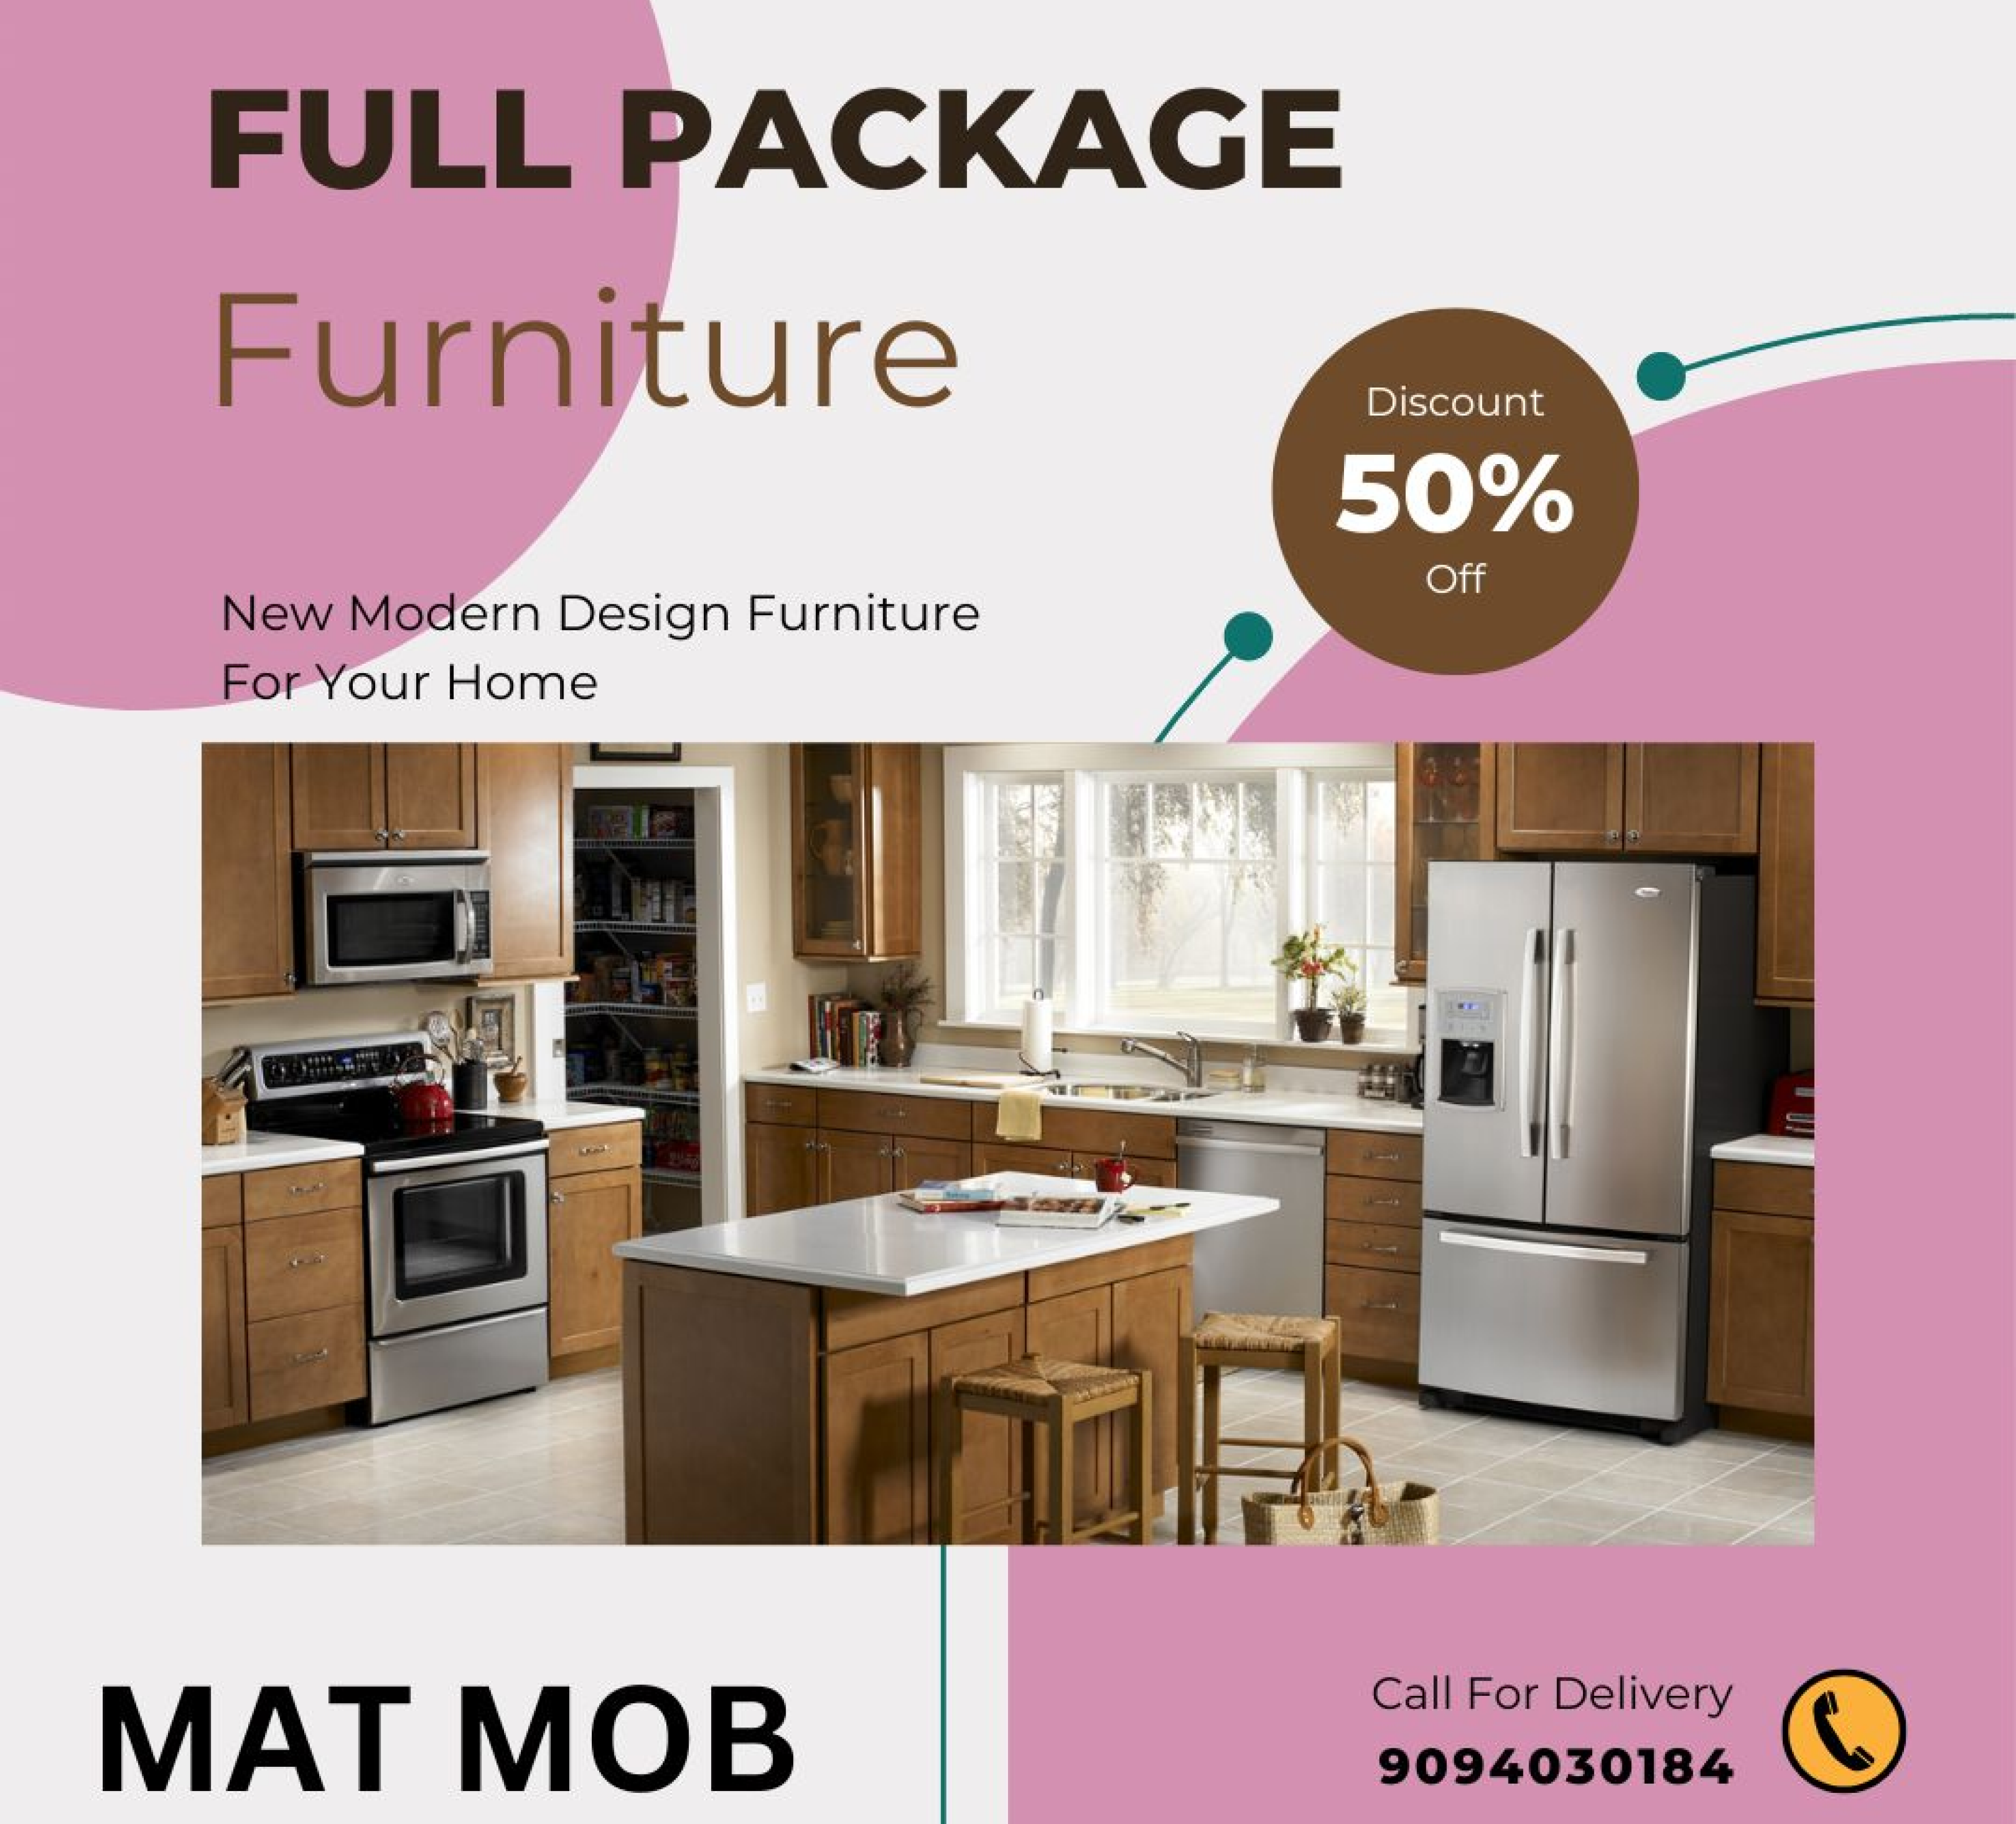 FULL PACKAGE
Furniture
Discount
50%
Off
New Modern Design Furniture
For Your Home
MAT MOB
Call For Delivery
9094030184